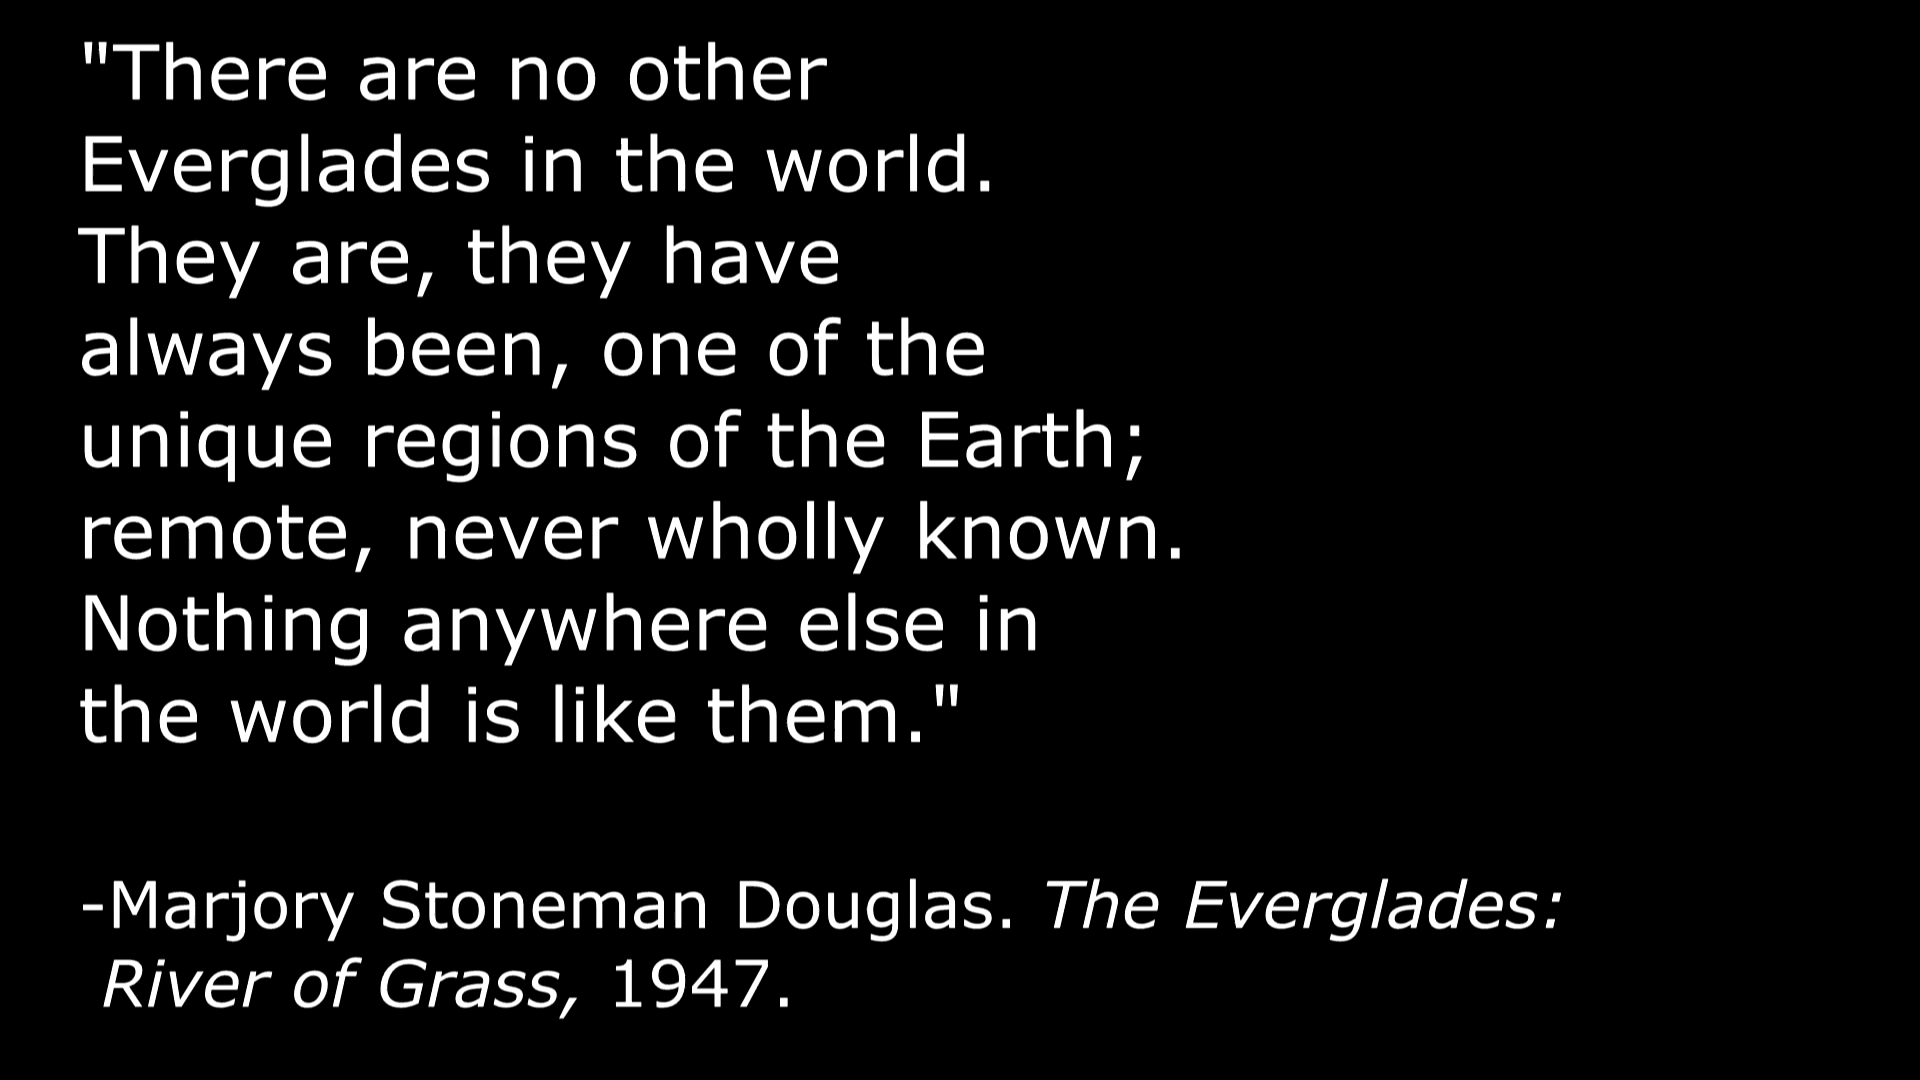 "There are no other
Everglades in the world.
They are, they have
always been, one of the
unique regions of the Earth;
remote, never wholly known.
Nothing anywhere else in
the world is like them."
-Marjory Stoneman Douglas. The Everglades:
River of Grass, 1947.